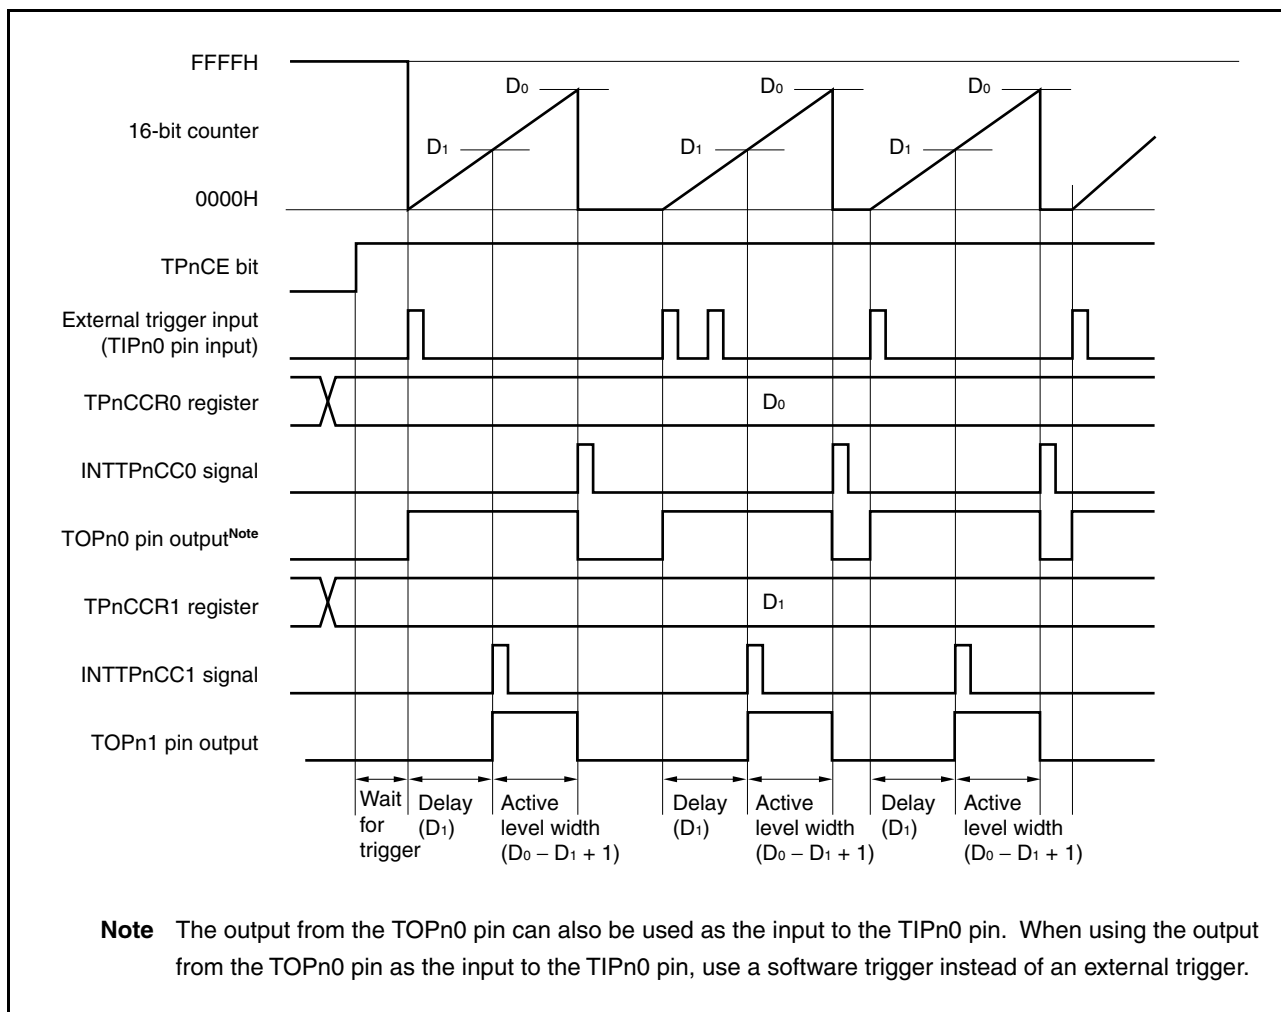 FFFFH
D0 D0 D0
16-bit counter
D1 D1 D1
0000H
TPnCE bit
External trigger input
(TIPn0 pin input)
TPnCCR0 register
D0
INTTPnCC0 signal
TOPn0 pin outputNote
TPnCCR1 register
D1
INTTPnCC1 signal
TOPn1 pin output
Wait
for
trigger
Delay
(D1)
Active
level width
(D0 – D1 + 1)
Delay
(D1)
Active
level width
(D0 – D1 + 1)
Delay
(D1)
Active
level width
(D0 – D1 + 1)
Note The output from the TOPn0 pin can also be used as the input to the TIPn0 pin. When using the output
from the TOPn0 pin as the input to the TIPn0 pin, use a software trigger instead of an external trigger.